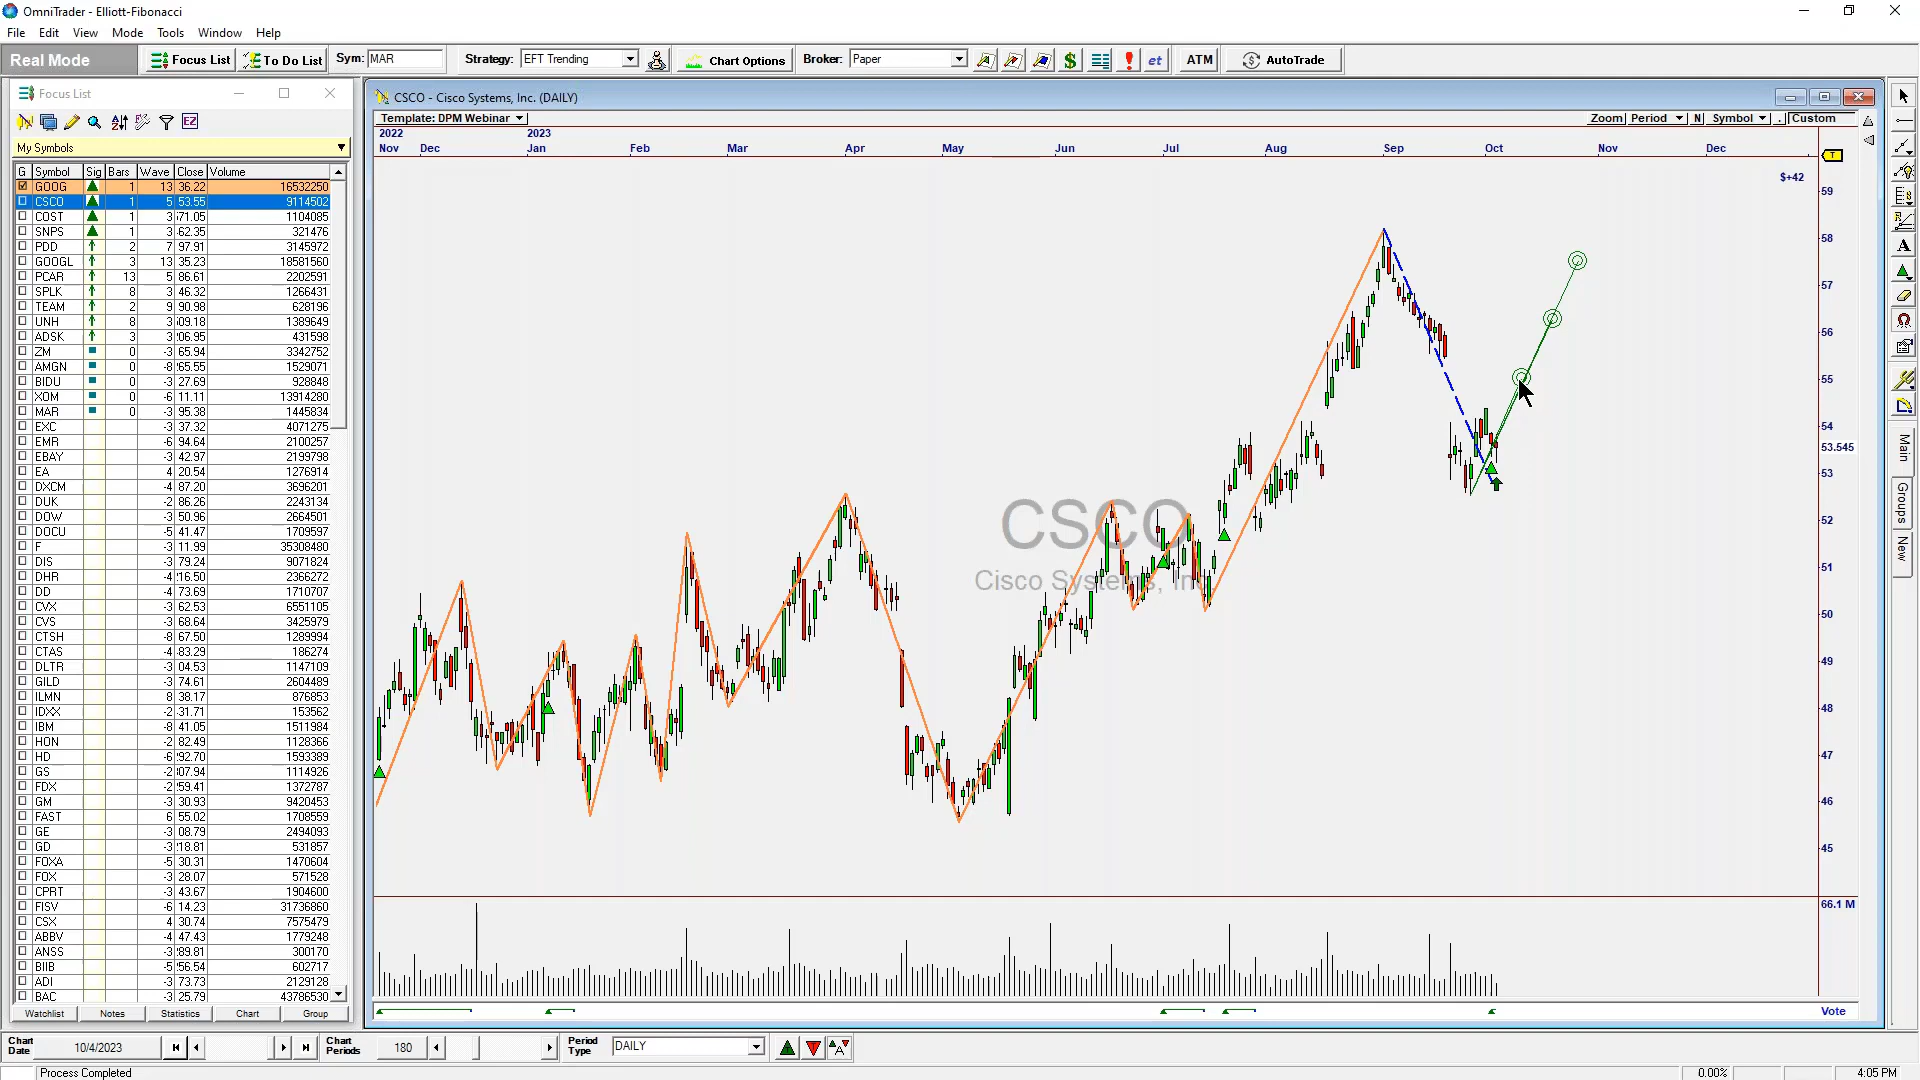 OmniTrader - Elliott-Fibonacci
File Edit View Mode Tools Window Help
Real Mode Focus List To Do List Sym: MAR Strategy: EFT Trending Chart Options Broker: Paper $ ! et ATM AutoTrade
Focus List
EZ
My Symbols
G Symbol Sig Bars Wave Close Volume
GOOG 1 13 36.22 16532250
CSCO 1 5 53.55 9114502
COST 1 3 71.05 1104085
SNPS 1 3 62.35 321476
PDD 2 7 97.91 3145972
GOOGL 3 13 35.23 18581560
PCAR 13 5 86.61 2202591
SPLK 8 3 46.32 1266431
TEAM 2 9 90.98 628196
UNH 8 3 09.18 1389649
ADSK 3 3 06.95 431598
ZM 0 -3 65.94 3342752
AMGN 0 -8 65.55 1529071
BIDU 0 -3 27.69 928848
XOM 0 -6 11.11 13914280
MAR 0 -3 95.38 1445834
EXC -3 37.32 4071275
EMR -6 94.64 2100257
EBAY -3 42.97 2199798
EA 4 20.54 1276914
DXCM -4 87.20 3696201
DUK -2 86.26 2243134
DOW -3 50.96 2664501
DOCU -5 41.47 1709597
F -3 11.99 35308480
DIS -3 79.24 9071824
DHR -4 16.50 2366272
DD -4 73.69 1710707
CVX -3 62.53 6551105
CVS -3 68.64 3425979
CTSH -8 67.50 1289994
CTAS -4 83.29 186274
DLTR -3 04.53 1147109
GILD -3 74.61 2604489
ILMN 8 38.17 876853
IDXX -2 31.71 153562
IBM -8 41.05 1511984
HON -2 82.49 1128366
HD -6 92.70 1593389
GS -2 07.94 1114926
FDX -2 59.41 1372787
GM -3 30.93 9420453
FAST 6 55.02 1708559
GE -3 08.79 2494093
GD -3 18.81 531857
FOXA -5 30.31 1470604
FOX -3 28.07 571528
CPRT -3 43.67 1904600
FISV -6 14.23 31736860
CSX 4 30.74 7575479
ABBV -4 47.43 1779248
ANSS -3 89.81 300170
BIIB -5 56.54 602717
ADI -3 73.73 2129128
BAC -3 25.79 43786530
Watchlist Notes Statistics Chart Group
CSCO - Cisco Systems, Inc. (DAILY)
Template: DPM Webinar Zoom Period N Symbol . Custom
2022 2023
Nov Dec Jan Feb Mar Apr May Jun Jul Aug Sep Oct Nov Dec
T
$+42
59
58
57
56
55
54
53.545
53
52
51
50
49
48
47
46
45
CSCO
Cisco Systems, Inc
66.1 M
Vote
A
Main
Groups
New
Chart Date 10/4/2023 Chart Periods 180 Period Type DAILY A
Process Completed 0.00% 4:05 PM